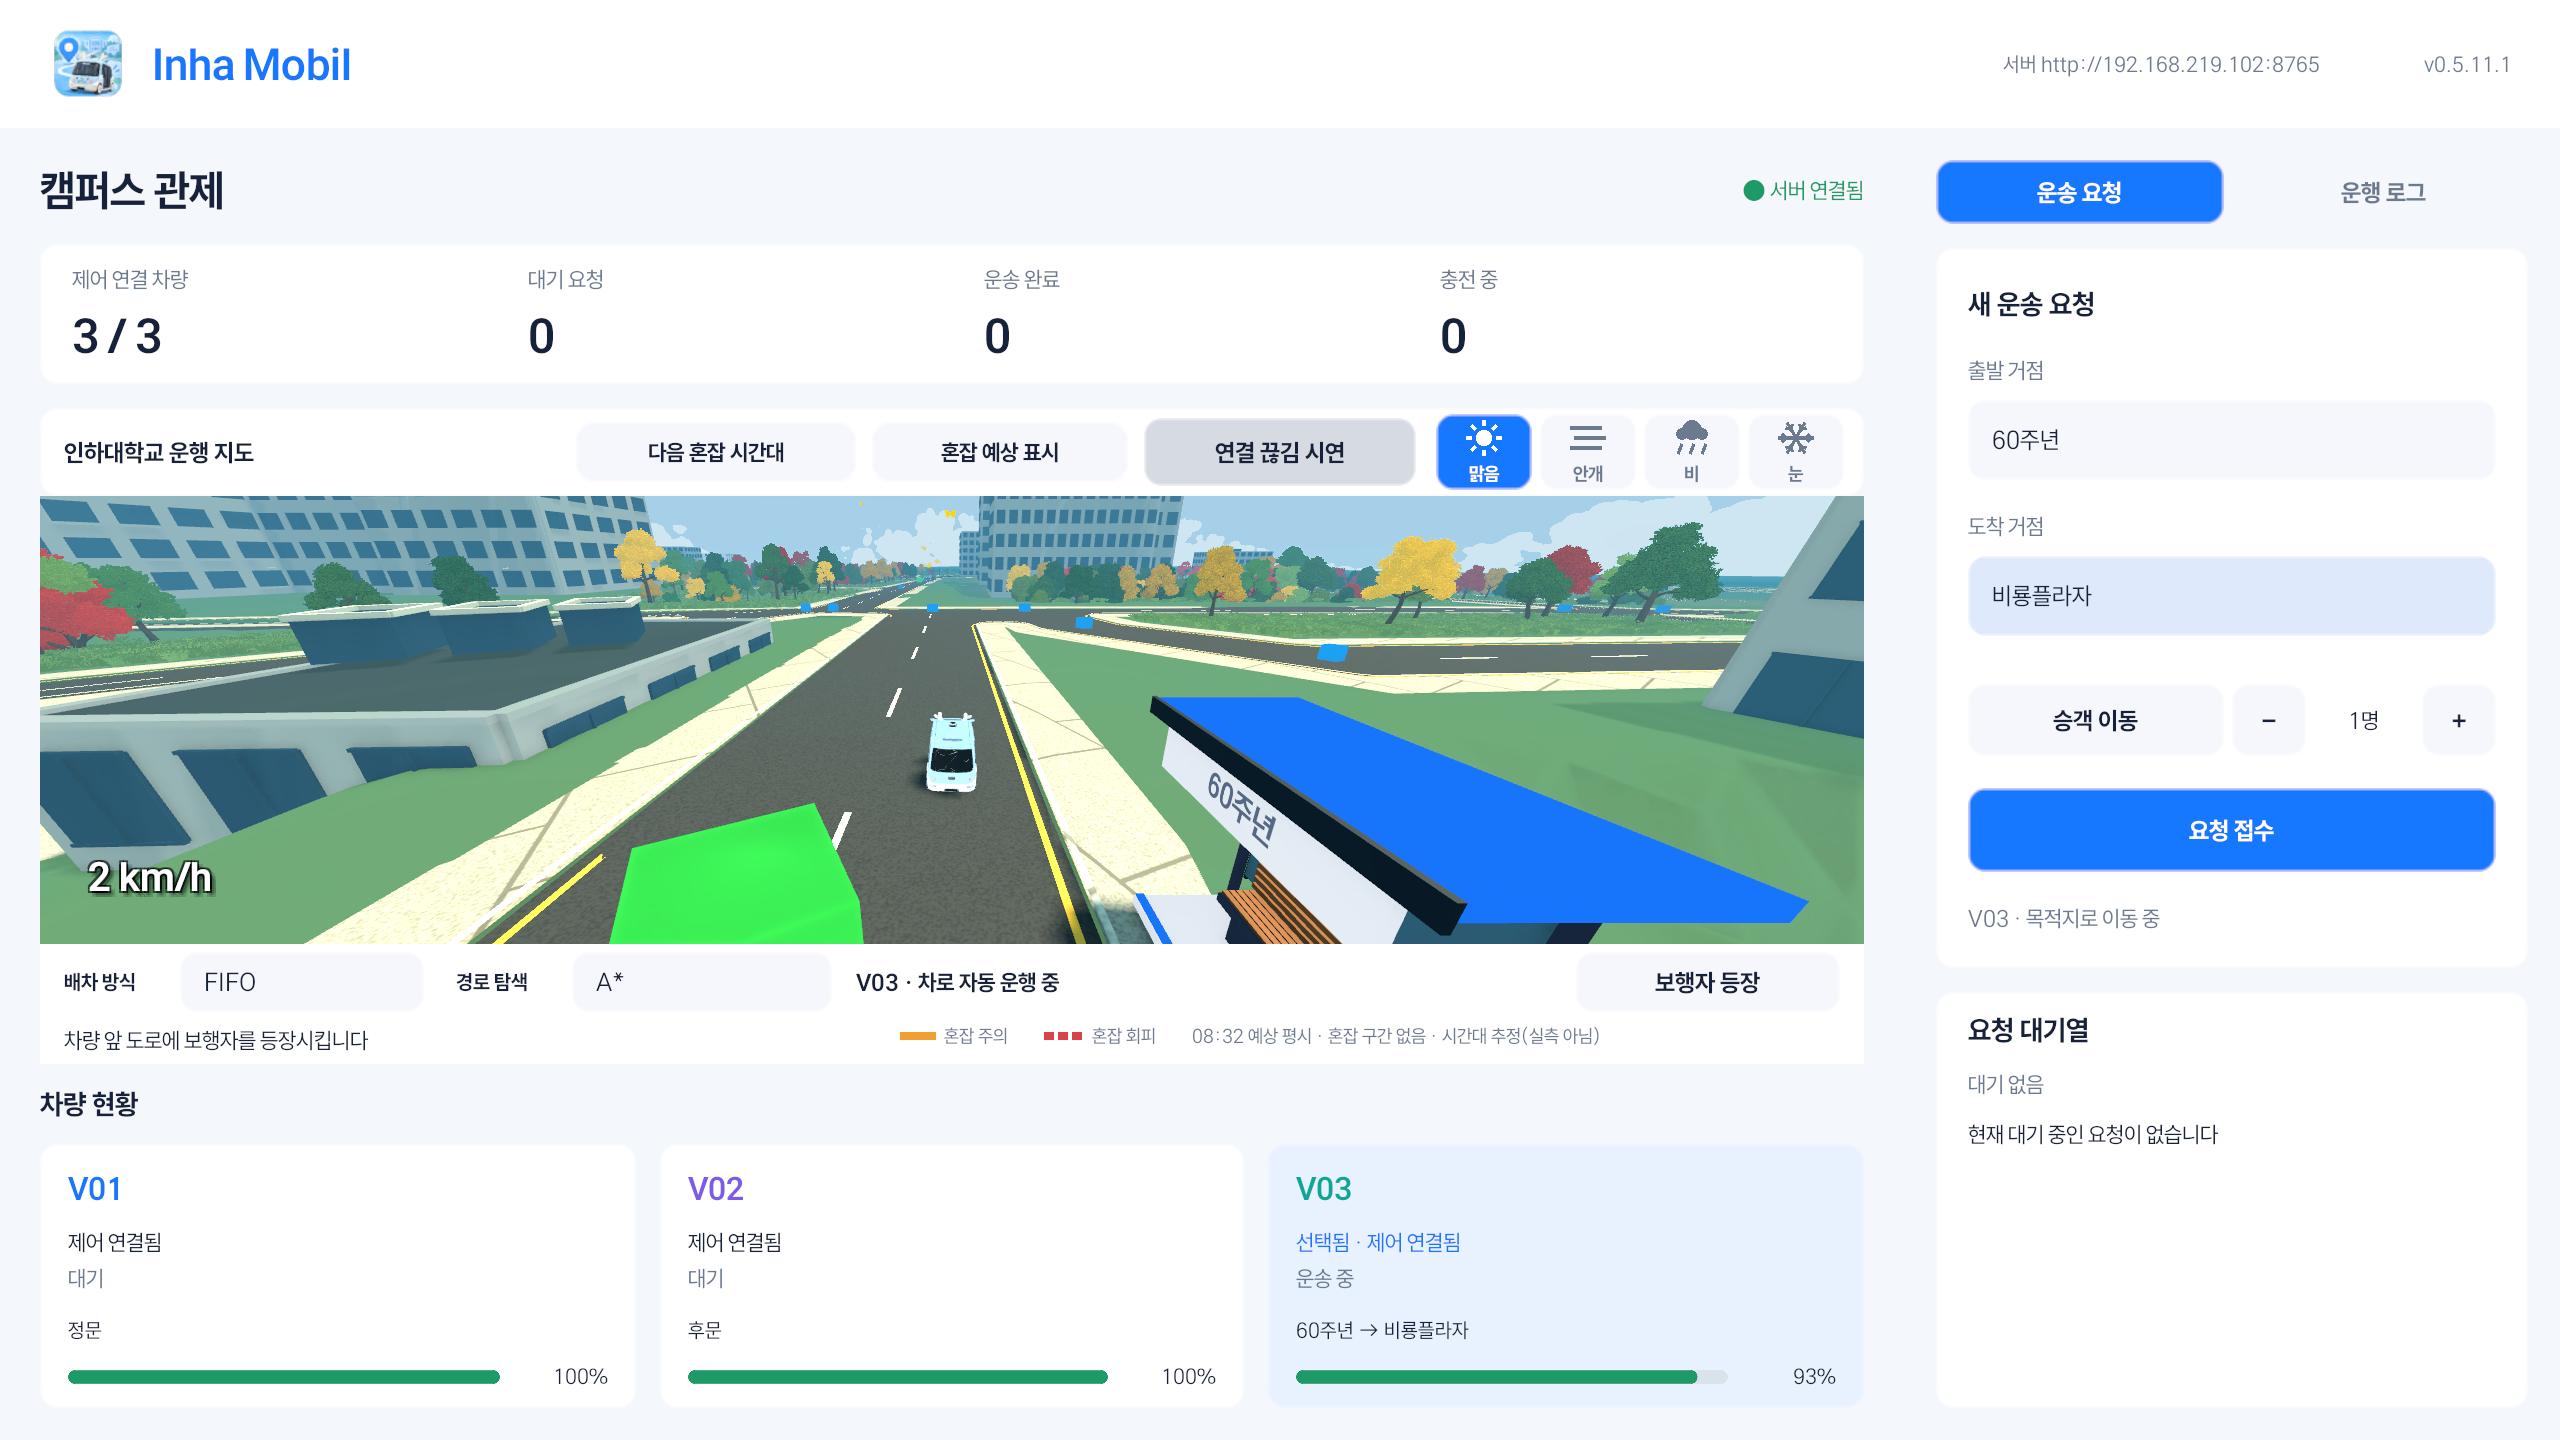 Inha Mobil
서버 http://192.168.219.102:8765
v0.5.11.1
캠퍼스 관제
서버 연결됨
운송 요청
운행 로그
제어 연결 차량
대기 요청
운송 완료
충전 중
3 / 3
0
0
0
인하대학교 운행 지도
다음 혼잡 시간대
혼잡 예상 표시
연결 끊김 시연
맑음
안개
비
눈
60주년
2 km/h
배차 방식
FIFO
경로 탐색
A*
V03 · 차로 자동 운행 중
보행자 등장
차량 앞 도로에 보행자를 등장시킵니다
혼잡 주의
혼잡 회피
08:32 예상 평시 · 혼잡 구간 없음 · 시간대 추정(실측 아님)
차량 현황
V01
제어 연결됨
대기
정문
100%
V02
제어 연결됨
대기
후문
100%
V03
선택됨 · 제어 연결됨
운송 중
60주년 → 비룡플라자
93%
새 운송 요청
출발 거점
60주년
도착 거점
비룡플라자
승객 이동
−
1명
+
요청 접수
V03 · 목적지로 이동 중
요청 대기열
대기 없음
현재 대기 중인 요청이 없습니다